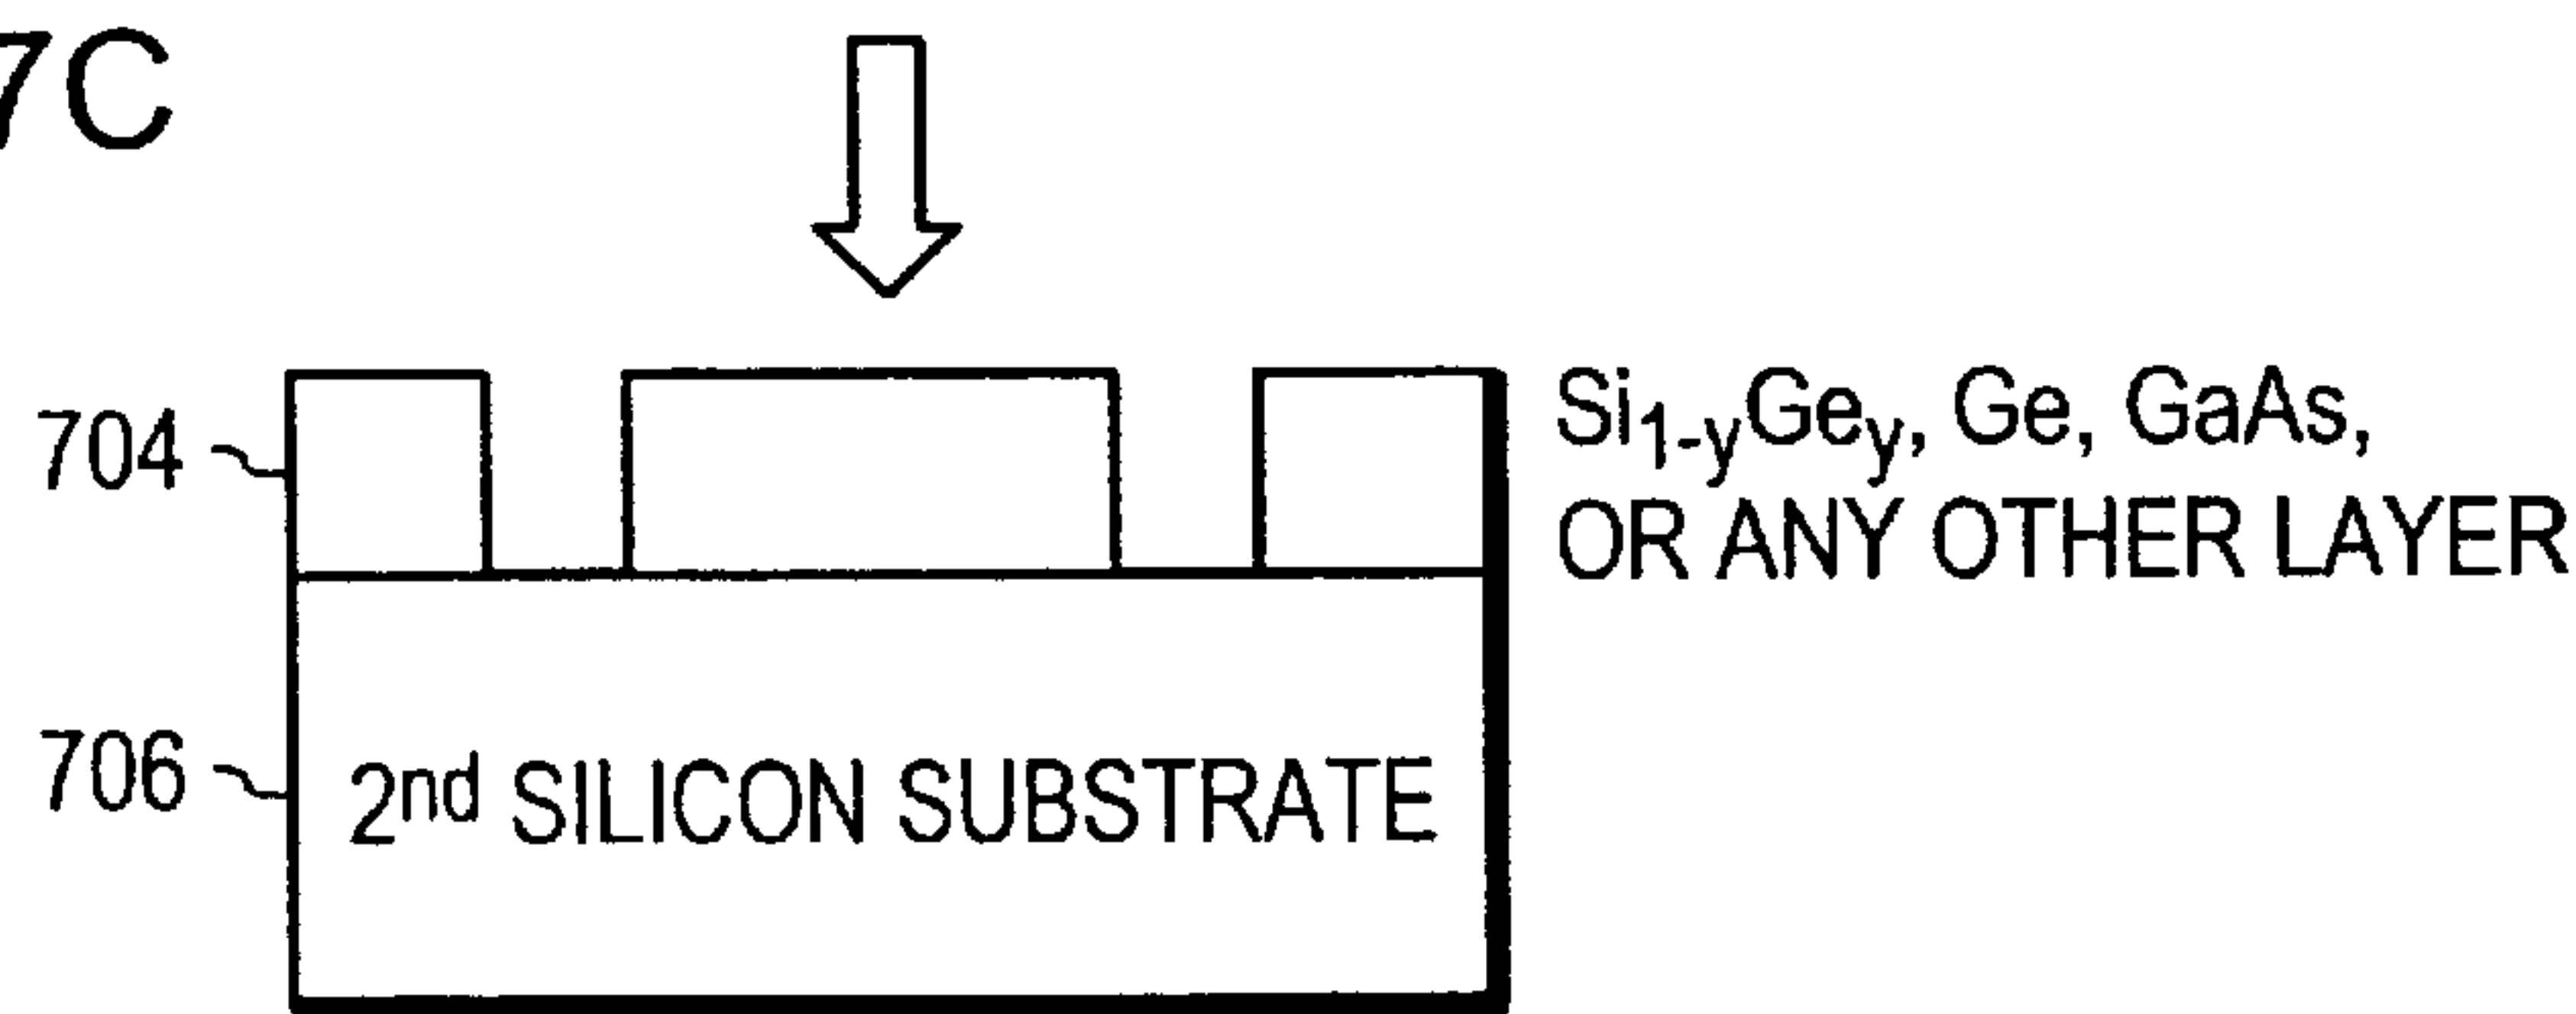 7C
704
Si1-yGey, Ge, GaAs,
OR ANY OTHER LAYER
706
2nd SILICON SUBSTRATE